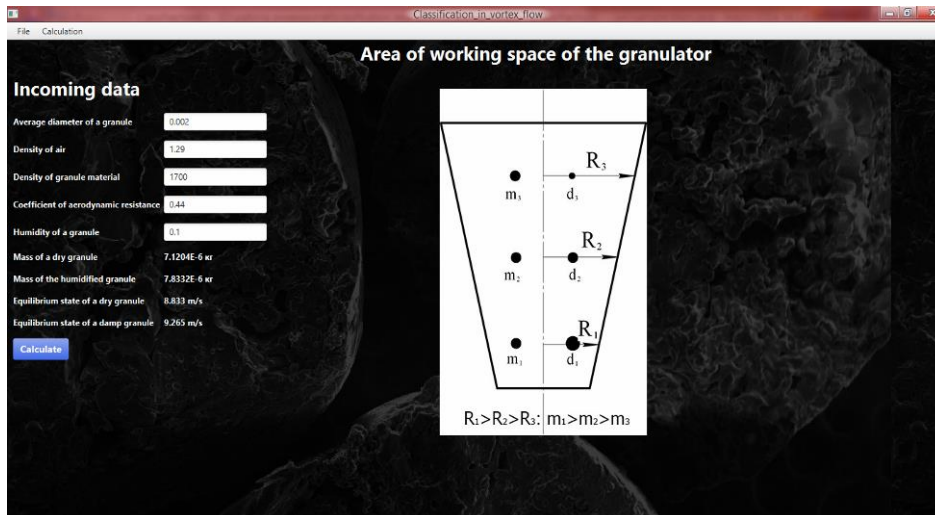 Classification_in_vortex_flow
File Calculation
Area of working space of the granulator
Incoming data
Average diameter of a granule 0.002
Density of air 1.29
Density of granule material 1700
Coefficient of aerodynamic resistance 0.44
Humidity of a granule 0.1
Mass of a dry granule 7.1204E-6 кг
Mass of the humidified granule 7.8332E-6 кг
Equilibrium state of a dry granule 8.833 m/s
Equilibrium state of a damp granule 9.265 m/s
Calculate
R₃
m₃ d₃
R₂
m₂ d₂
R₁
m₁ d₁
R₁>R₂>R₃: m₁>m₂>m₃